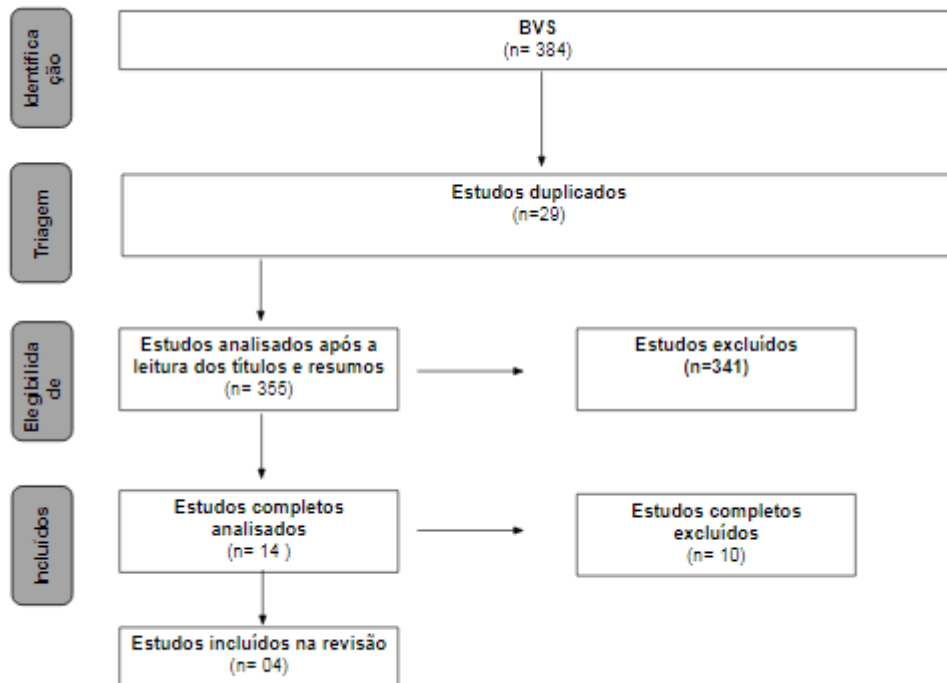 Identifica
ção
BVS
(n= 384)
Triagem
Estudos duplicados
(n=29)
Elegibilida
de
Estudos analisados após a
leitura dos títulos e resumos
(n= 355)
Estudos excluídos
(n=341)
Incluídos
Estudos completos
analisados
(n= 14 )
Estudos completos
excluídos
(n= 10)
Estudos incluídos na revisão
(n= 04)